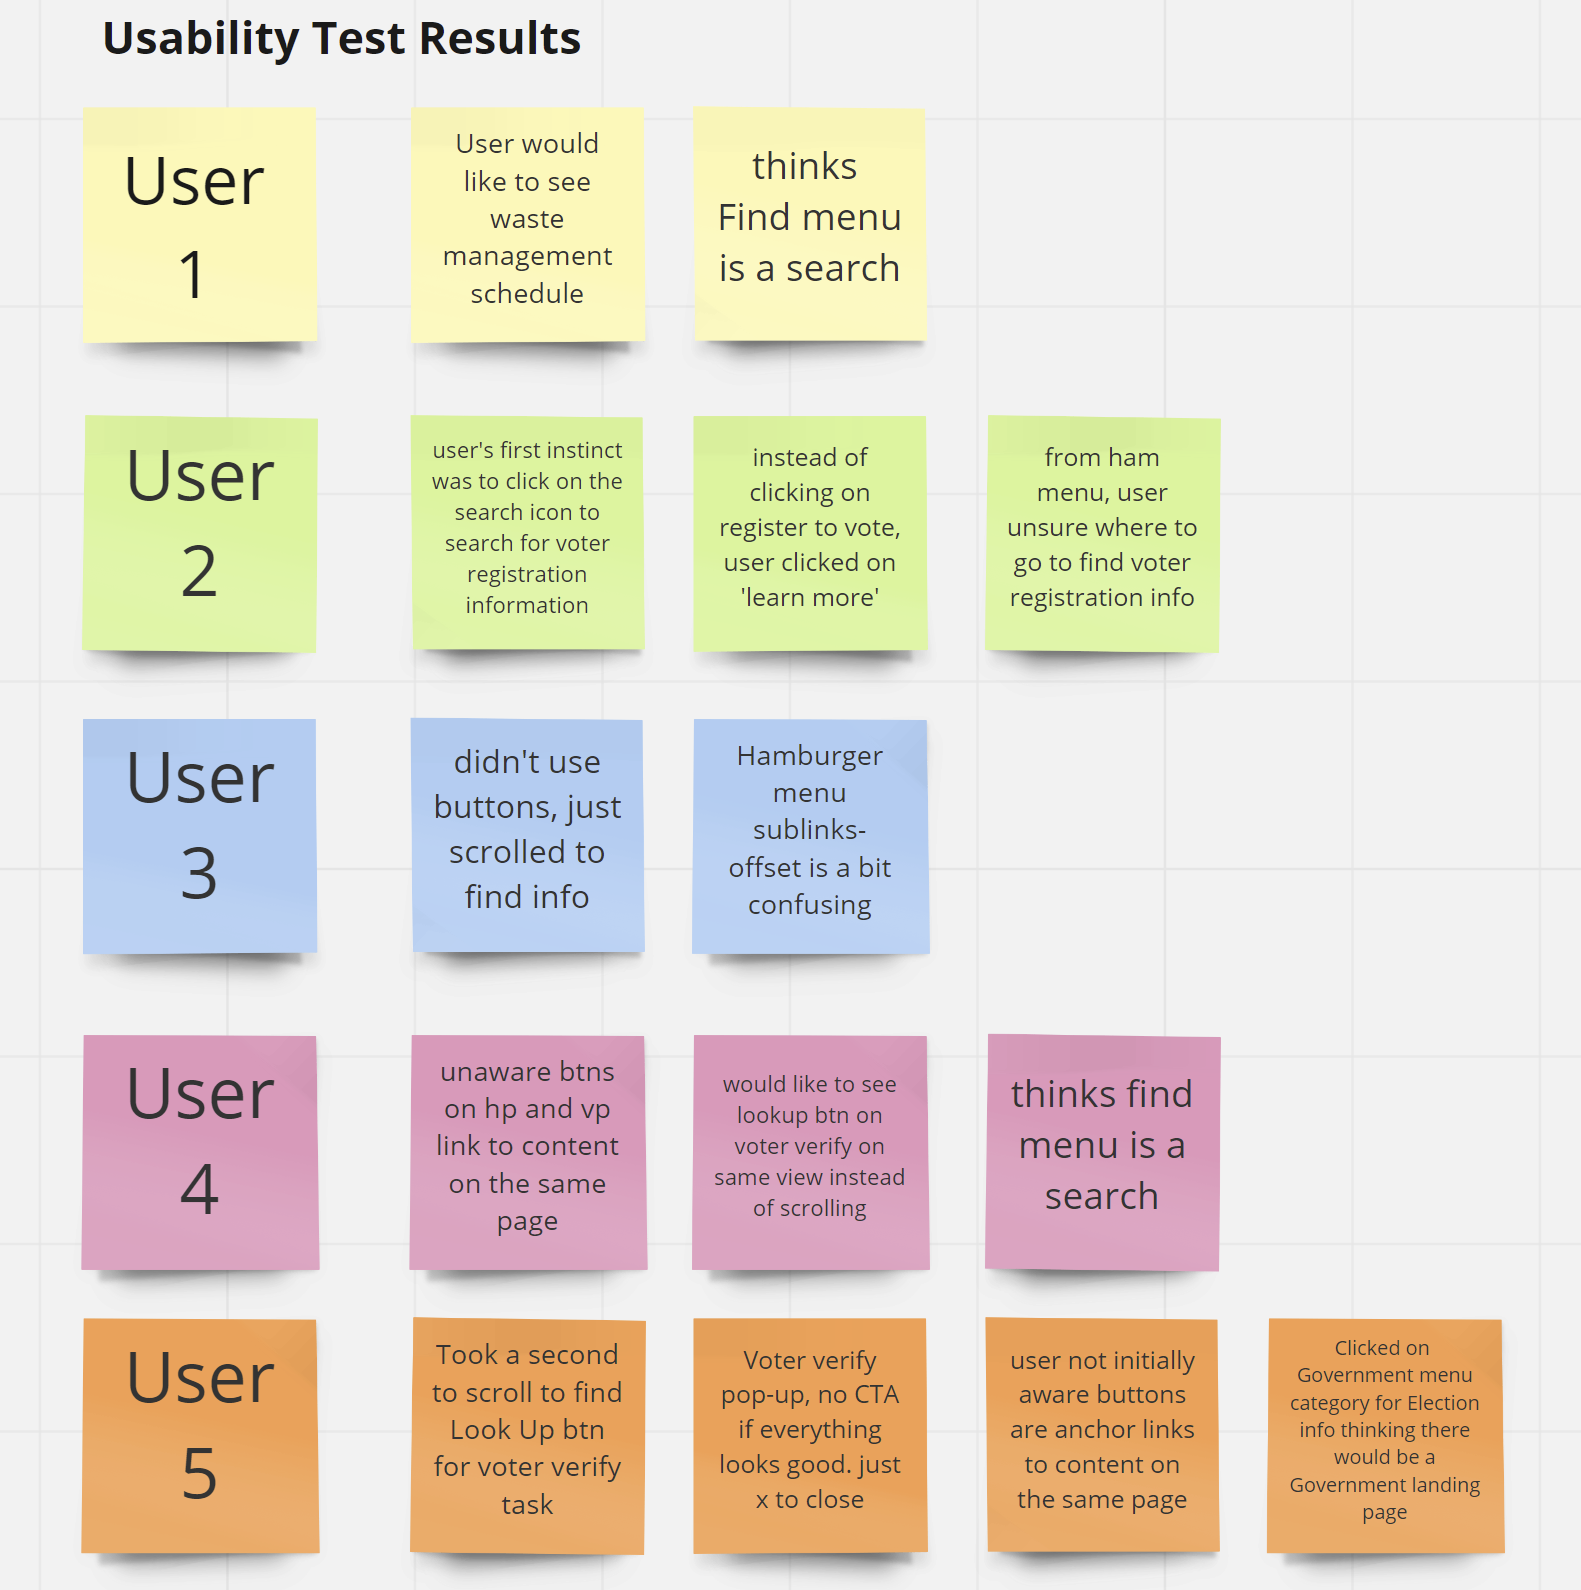 Usability Test Results
User
1
User would
like to see
waste
management
schedule
thinks
Find menu
is a search
User
2
user's first instinct
was to click on the
search icon to
search for voter
registration
information
instead of
clicking on
register to vote,
user clicked on
'learn more'
from ham
menu, user
unsure where to
go to find voter
registration info
User
3
didn't use
buttons, just
scrolled to
find info
Hamburger
menu
sublinks-
offset is a bit
confusing
User
4
unaware btns
on hp and vp
link to content
on the same
page
would like to see
lookup btn on
voter verify on
same view instead
of scrolling
thinks find
menu is a
search
User
5
Took a second
to scroll to find
Look Up btn
for voter verify
task
Voter verify
pop-up, no CTA
if everything
looks good. just
x to close
user not initially
aware buttons
are anchor links
to content on
the same page
Clicked on
Government menu
category for Election
info thinking there
would be a
Government landing
page